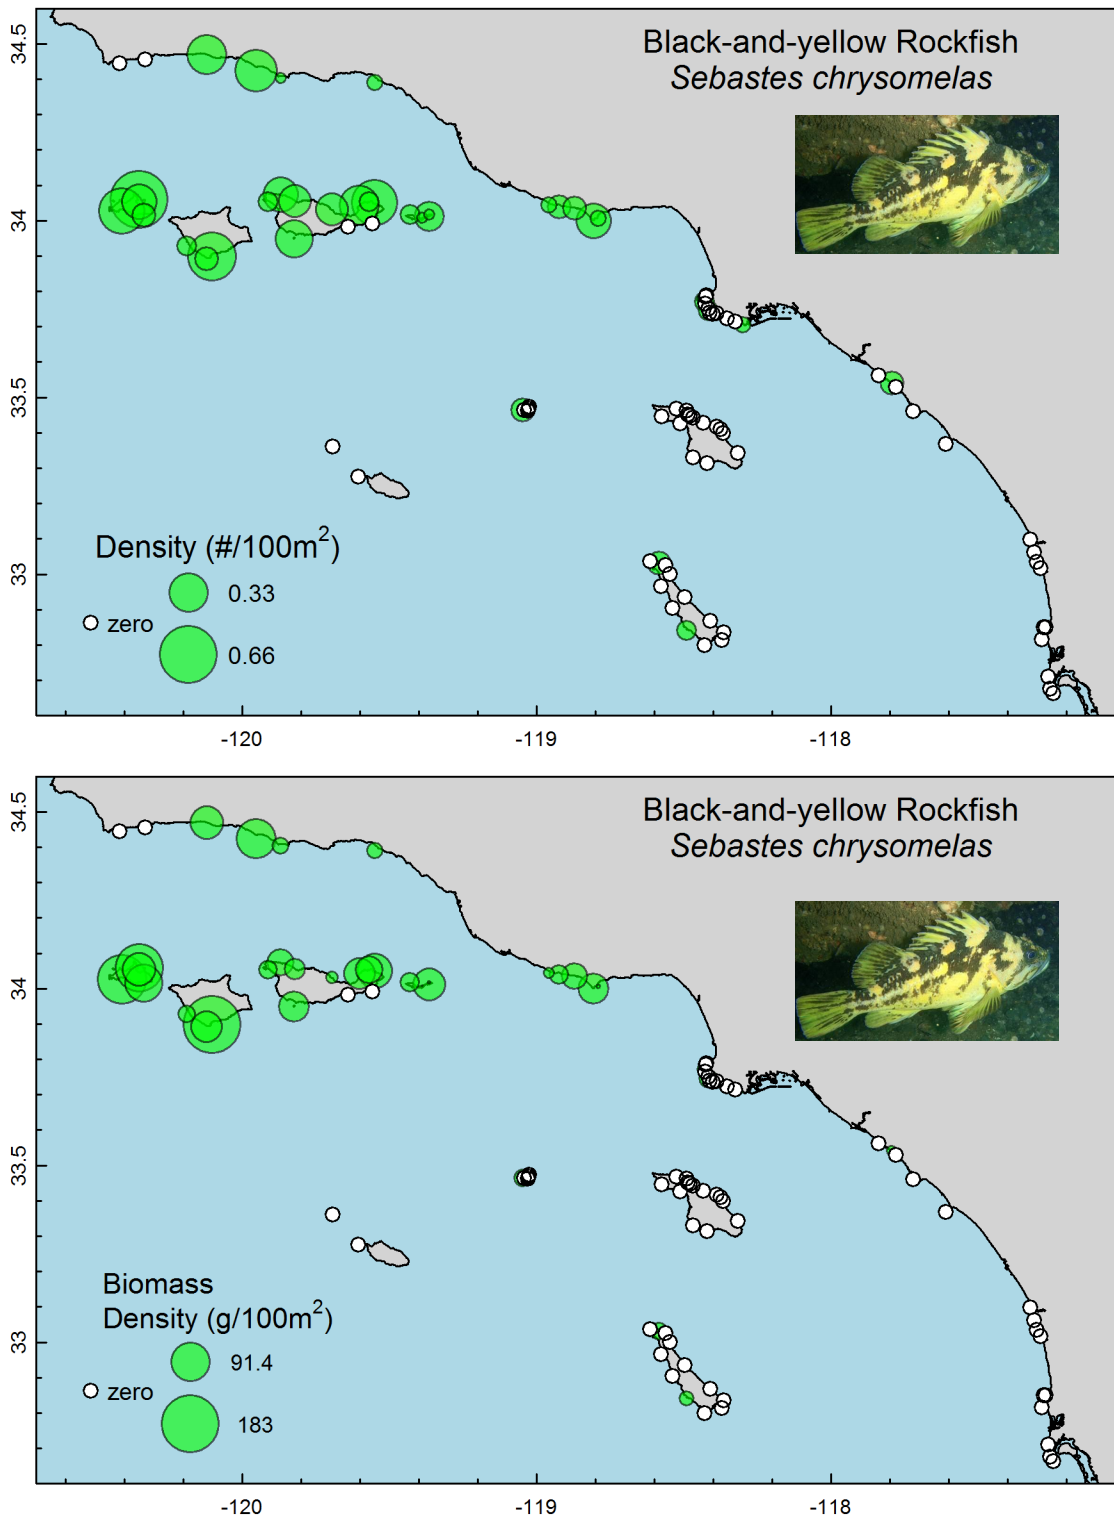 Black-and-yellow Rockfish
Sebastes chrysomelas
34.5
34
33.5
33
Density (#/100m²)
0.33
zero
0.66
-120
-119
-118
Black-and-yellow Rockfish
Sebastes chrysomelas
34.5
34
33.5
33
Biomass
Density (g/100m²)
91.4
zero
183
-120
-119
-118